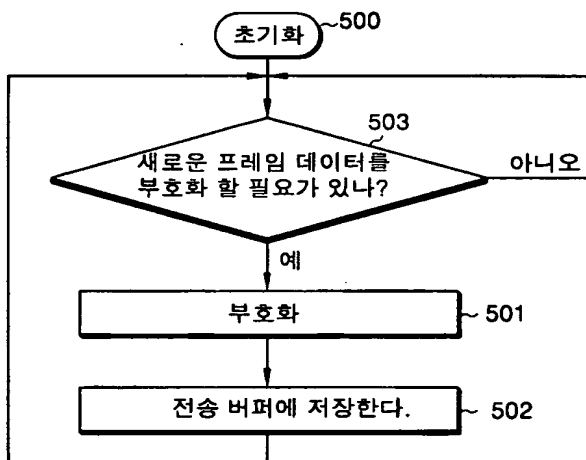 초기화
500
503
새로운 프레임 데이터를
부호화 할 필요가 있나?
아니오
예
부호화
501
전송 버퍼에 저장한다.
502